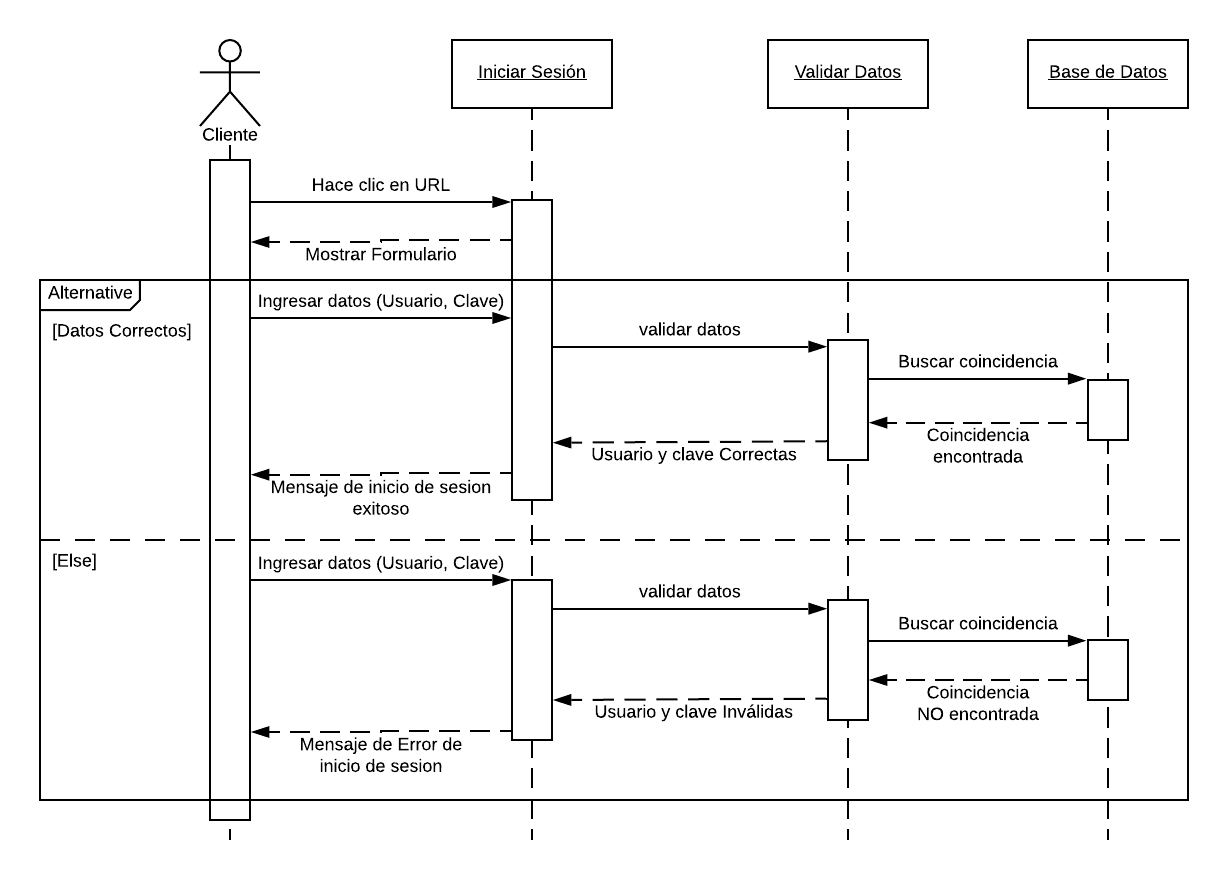 Iniciar Sesión
Validar Datos
Base de Datos
Cliente
Hace clic en URL
Mostrar Formulario
Alternative
Ingresar datos (Usuario, Clave)
[Datos Correctos]
validar datos
Buscar coincidencia
Coincidencia
encontrada
Usuario y clave Correctas
Mensaje de inicio de sesion
exitoso
[Else]
Ingresar datos (Usuario, Clave)
validar datos
Buscar coincidencia
Coincidencia
NO encontrada
Usuario y clave Inválidas
Mensaje de Error de
inicio de sesion